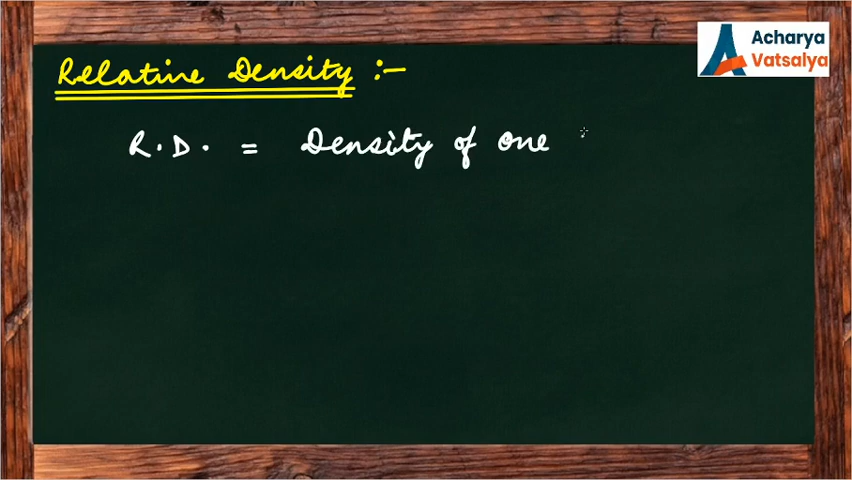 Acharya
Vatsalya
Relative Density :-
R.D. = Density of one